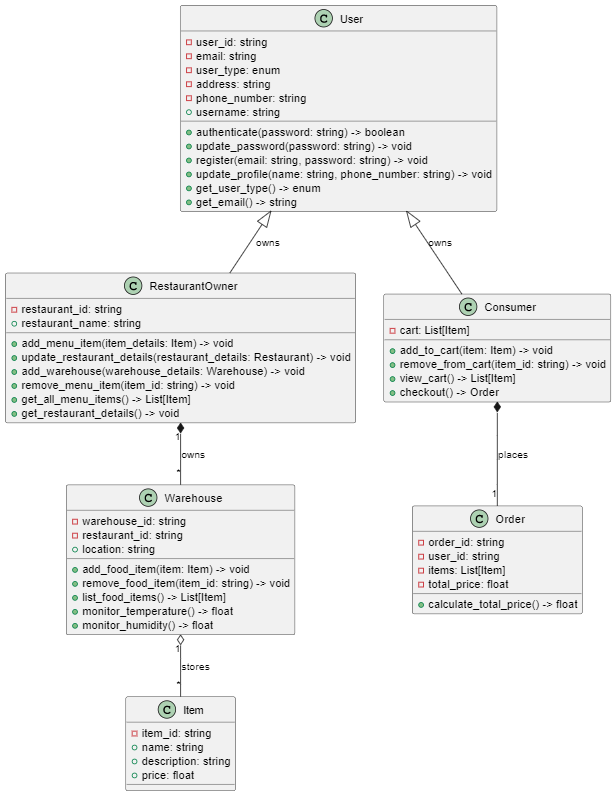 C User
user_id: string
email: string
user_type: enum
address: string
phone_number: string
username: string
authenticate(password: string) -> boolean
update_password(password: string) -> void
register(email: string, password: string) -> void
update_profile(name: string, phone_number: string) -> void
get_user_type() -> enum
get_email() -> string
owns
owns
C RestaurantOwner
restaurant_id: string
restaurant_name: string
add_menu_item(item_details: Item) -> void
update_restaurant_details(restaurant_details: Restaurant) -> void
add_warehouse(warehouse_details: Warehouse) -> void
remove_menu_item(item_id: string) -> void
get_all_menu_items() -> List[Item]
get_restaurant_details() -> void
C Consumer
cart: List[Item]
add_to_cart(item: Item) -> void
remove_from_cart(item_id: string) -> void
view_cart() -> List[Item]
checkout() -> Order
1
owns
*
places
1
C Warehouse
warehouse_id: string
restaurant_id: string
location: string
add_food_item(item: Item) -> void
remove_food_item(item_id: string) -> void
list_food_items() -> List[Item]
monitor_temperature() -> float
monitor_humidity() -> float
C Order
order_id: string
user_id: string
items: List[Item]
total_price: float
calculate_total_price() -> float
1
stores
*
C Item
item_id: string
name: string
description: string
price: float